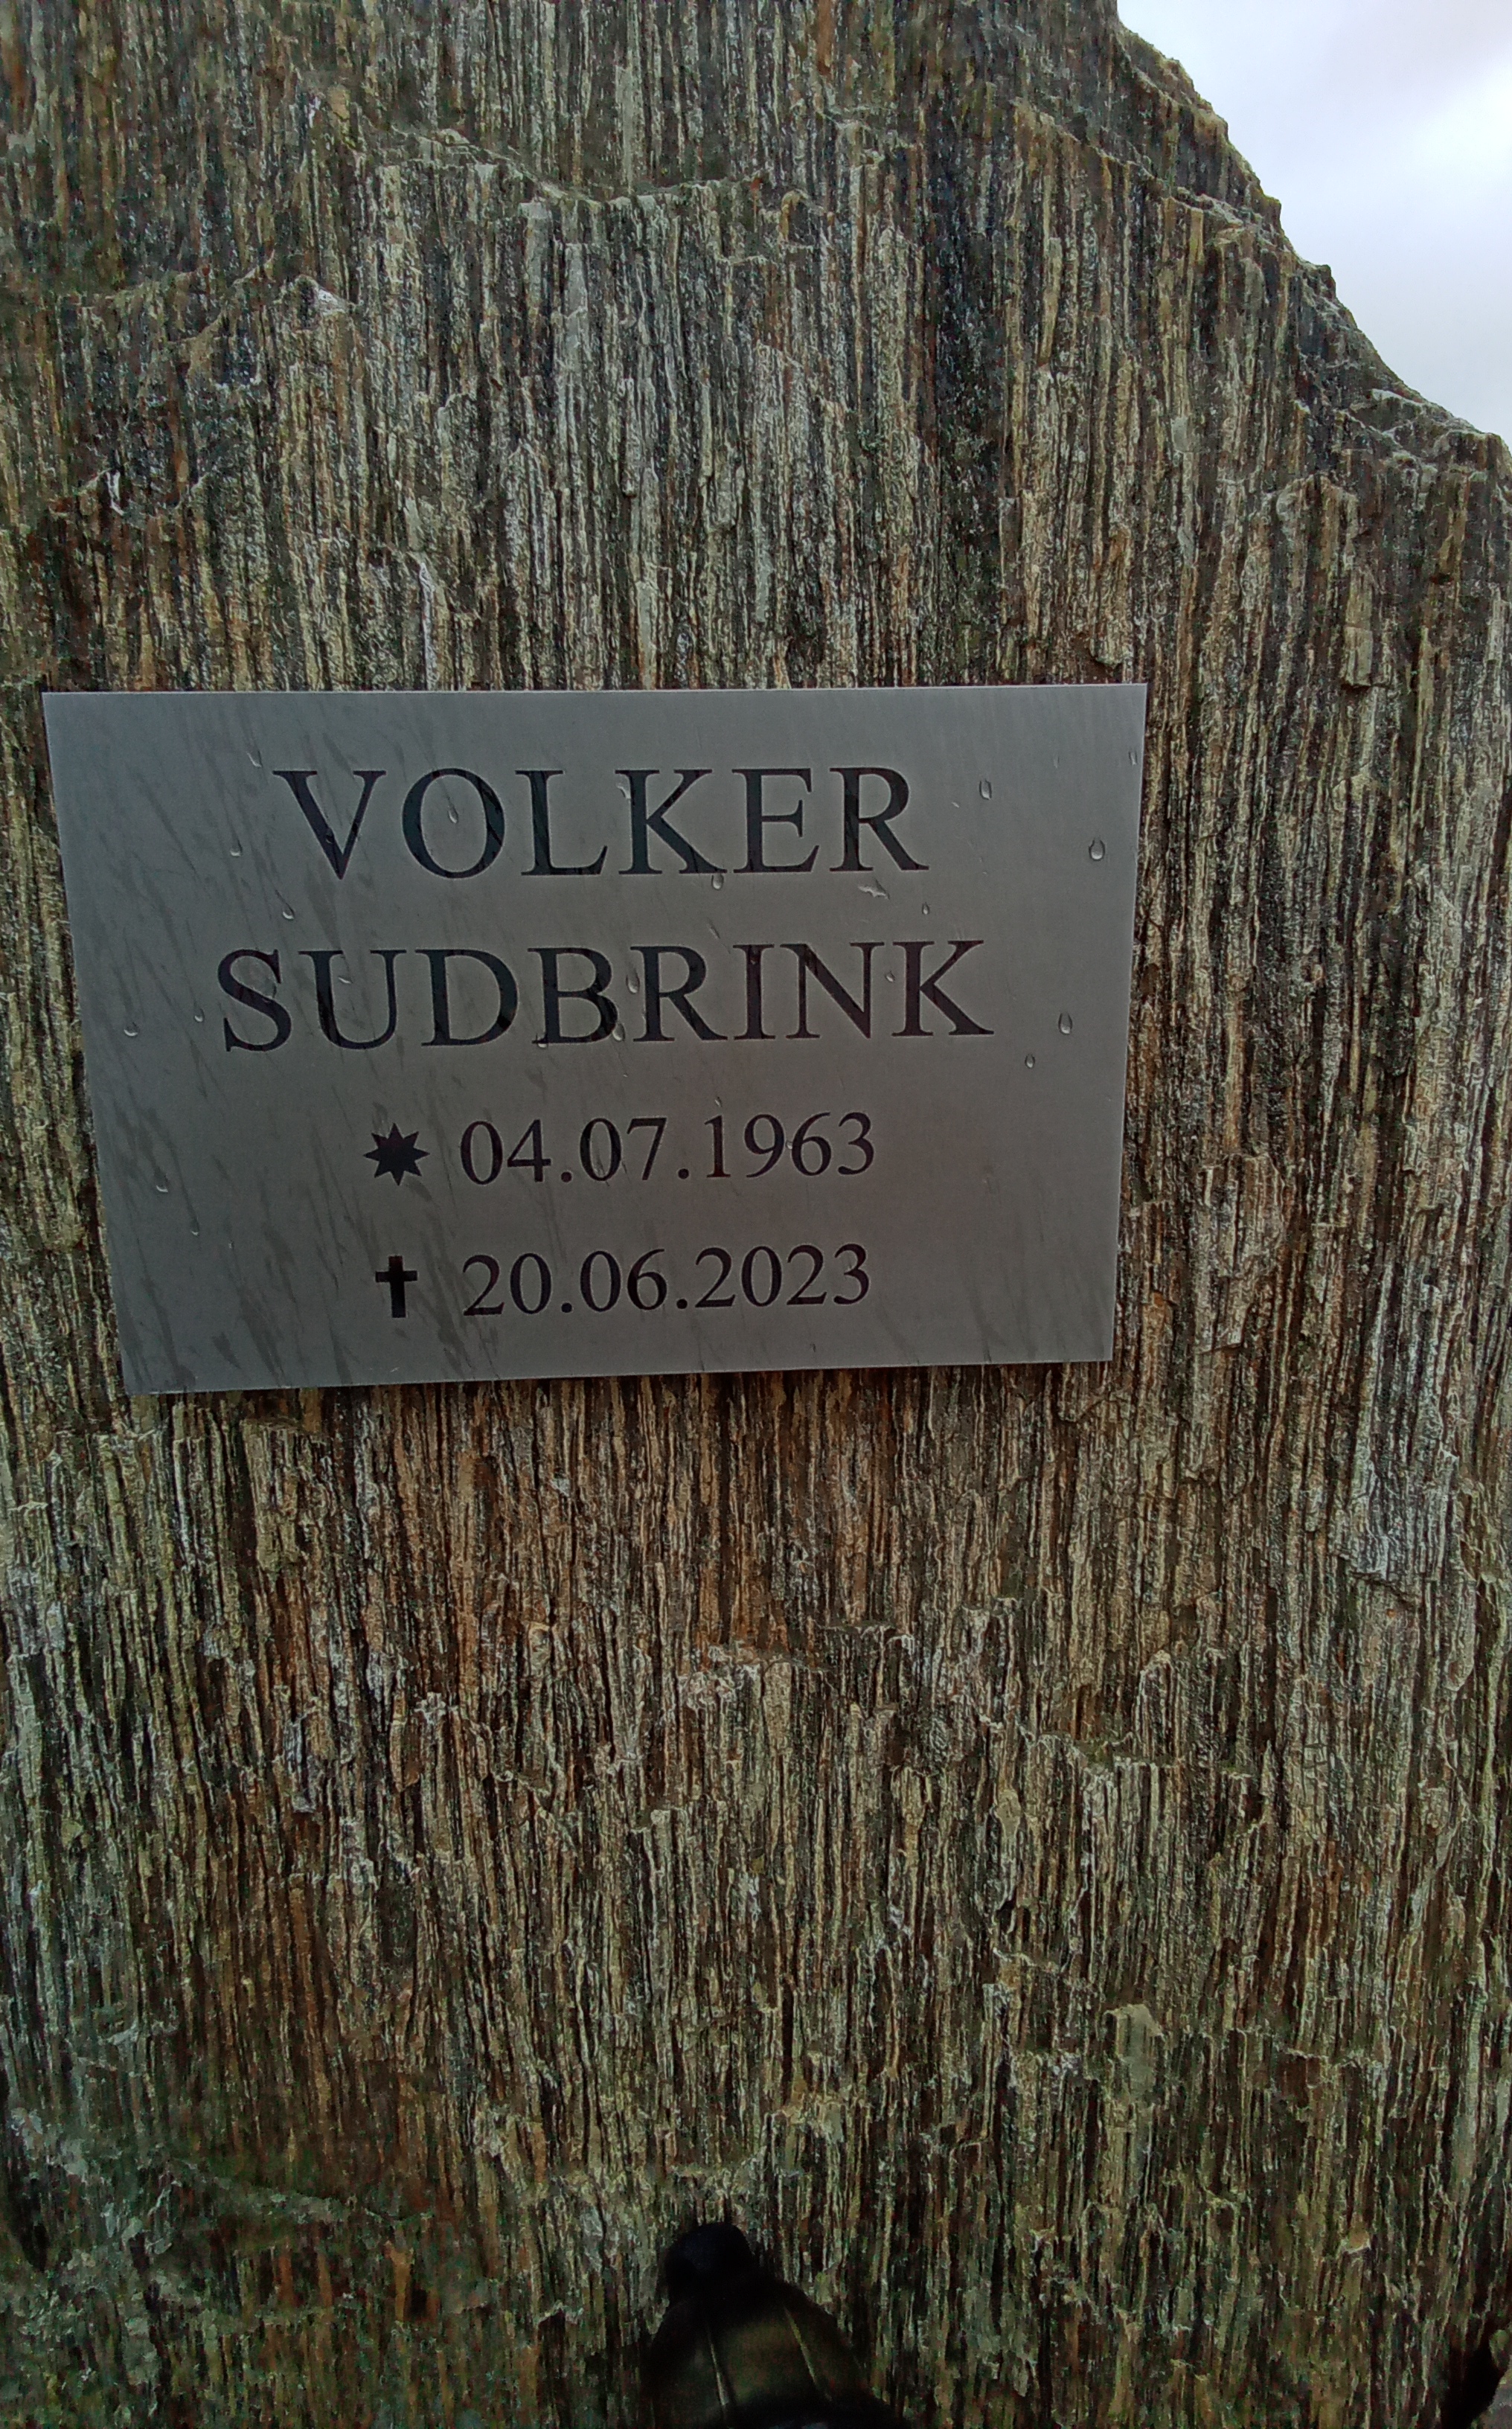 VOLKER
SUDBRINK
✷ 04.07.1963
✝ 20.06.2023